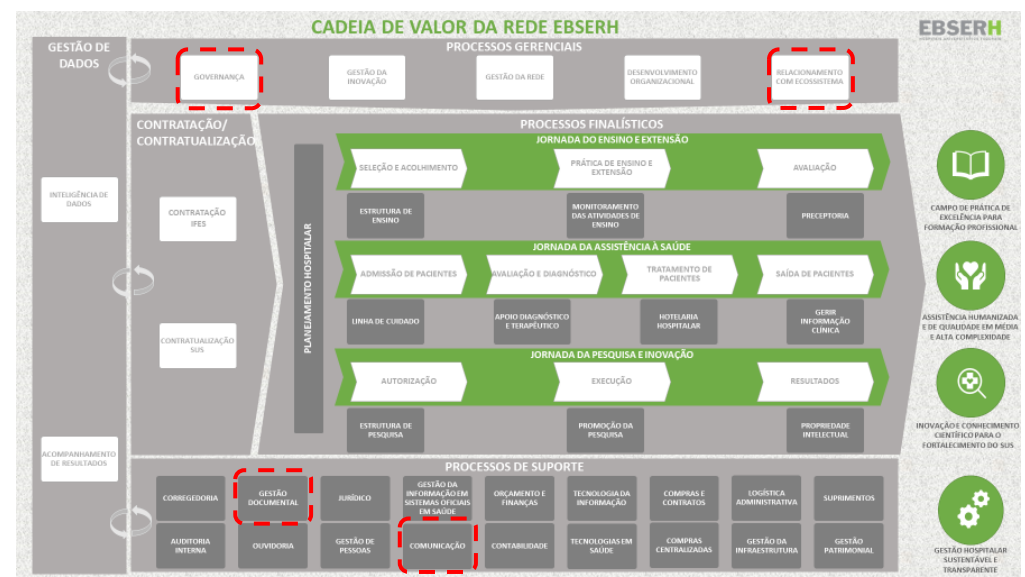 CADEIA DE VALOR DA REDE EBSERH
EBSERH
GESTÃO DE
DADOS
INTELIGÊNCIA DE
DADOS
ACOMPANHAMENTO
DE RESULTADOS
PROCESSOS GERENCIAIS
GOVERNANÇA
GESTÃO DA
INOVAÇÃO
GESTÃO DA REDE
DESENVOLVIMENTO
ORGANIZACIONAL
RELACIONAMENTO
COM ECOSSISTEMA
CONTRATAÇÃO/
CONTRATUALIZAÇÃO
CONTRATAÇÃO
IFES
CONTRATUALIZAÇÃO
SUS
PROCESSOS FINALÍSTICOS
PLANEJAMENTO HOSPITALAR
JORNADA DO ENSINO E EXTENSÃO
SELEÇÃO E ACOLHIMENTO
PRÁTICA DE ENSINO E
EXTENSÃO
AVALIAÇÃO
ESTRUTURA DE
ENSINO
MONITORAMENTO
DAS ATIVIDADES DE
ENSINO
PRECEPTORIA
JORNADA DA ASSISTÊNCIA À SAÚDE
ADMISSÃO DE PACIENTES
AVALIAÇÃO E DIAGNÓSTICO
TRATAMENTO DE
PACIENTES
SAÍDA DE PACIENTES
LINHA DE CUIDADO
APOIO DIAGNÓSTICO
E TERAPÊUTICO
HOTELARIA
HOSPITALAR
GERIR
INFORMAÇÃO
CLÍNICA
JORNADA DA PESQUISA E INOVAÇÃO
AUTORIZAÇÃO
EXECUÇÃO
RESULTADOS
ESTRUTURA DE
PESQUISA
PROMOÇÃO DA
PESQUISA
PROPRIEDADE
INTELECTUAL
PROCESSOS DE SUPORTE
CORREGEDORIA
GESTÃO
DOCUMENTAL
JURÍDICO
GESTÃO DA
INFORMAÇÃO EM
SISTEMAS OFICIAIS
EM SAÚDE
ORÇAMENTO E
FINANÇAS
TECNOLOGIA DA
INFORMAÇÃO
COMPRAS E
CONTRATOS
LOGÍSTICA
ADMINISTRATIVA
SUPRIMENTOS
AUDITORIA
INTERNA
OUVIDORIA
GESTÃO DE
PESSOAS
COMUNICAÇÃO
CONTABILIDADE
TECNOLOGIAS EM
SAÚDE
COMPRAS
CENTRALIZADAS
GESTÃO DA
INFRAESTRUTURA
GESTÃO
PATRIMONIAL
CAMPO DE PRÁTICA DE
EXCELÊNCIA PARA
FORMAÇÃO PROFISSIONAL
ASSISTÊNCIA HUMANIZADA
E DE QUALIDADE EM MÉDIA
E ALTA COMPLEXIDADE
INOVAÇÃO E CONHECIMENTO
CIENTÍFICO PARA O
FORTALECIMENTO DO SUS
GESTÃO HOSPITALAR
SUSTENTÁVEL E
TRANSPARENTE